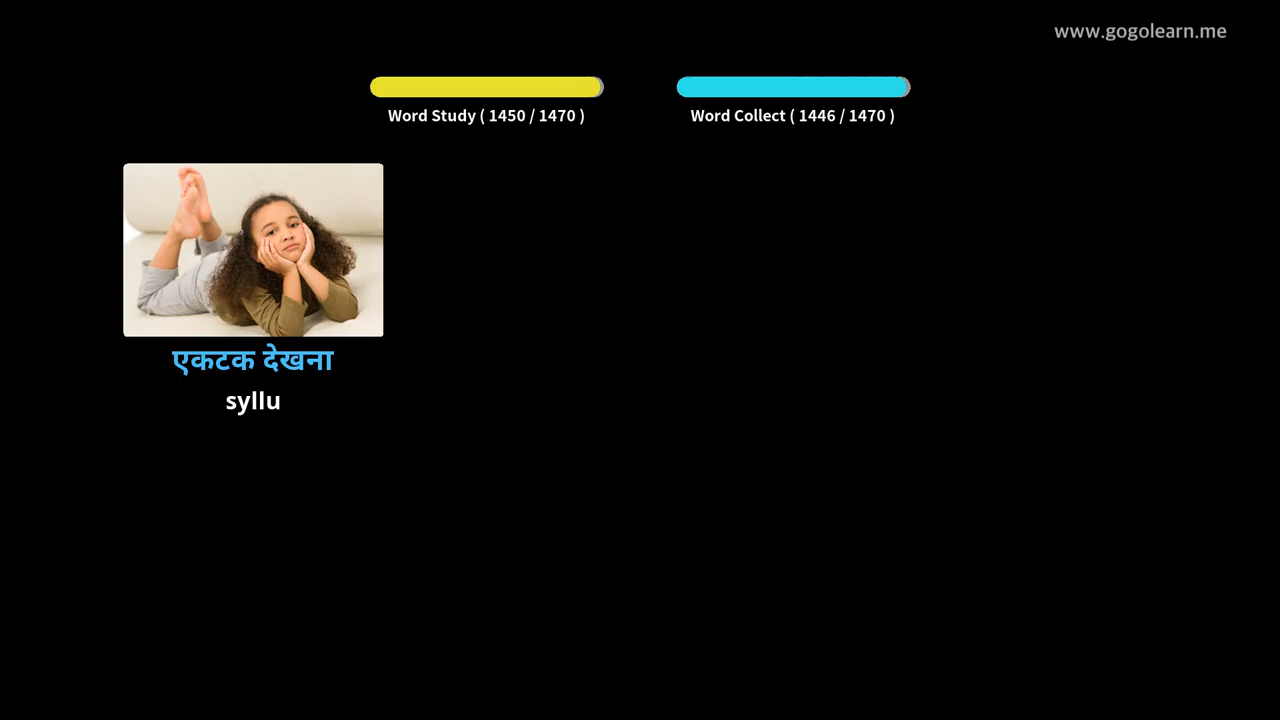 www.gogolearn.me
Word Study ( 1450 / 1470 )
Word Collect ( 1446 / 1470 )
एकटक देखना
syllu